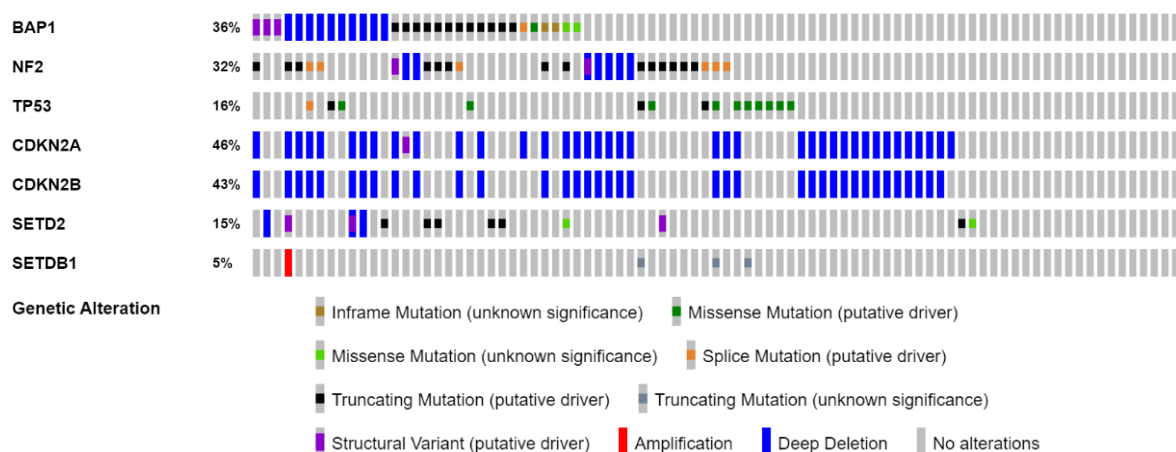 BAP1 36%
NF2 32%
TP53 16%
CDKN2A 46%
CDKN2B 43%
SETD2 15%
SETDB1 5%
Genetic Alteration Inframe Mutation (unknown significance) Missense Mutation (putative driver)
Missense Mutation (unknown significance) Splice Mutation (putative driver)
Truncating Mutation (putative driver) Truncating Mutation (unknown significance)
Structural Variant (putative driver) Amplification Deep Deletion No alterations